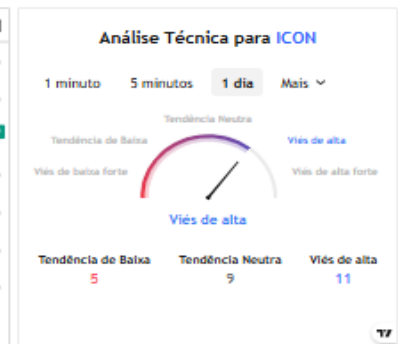 Análise Técnica para ICON
1 minuto 5 minutos 1 dia Mais
Tendência Neutra
Tendência de Baixa Viés de alta
Viés de baixa forte Viés de alta forte
Viés de alta
Tendência de Baixa Tendência Neutra Viés de alta
5 9 11